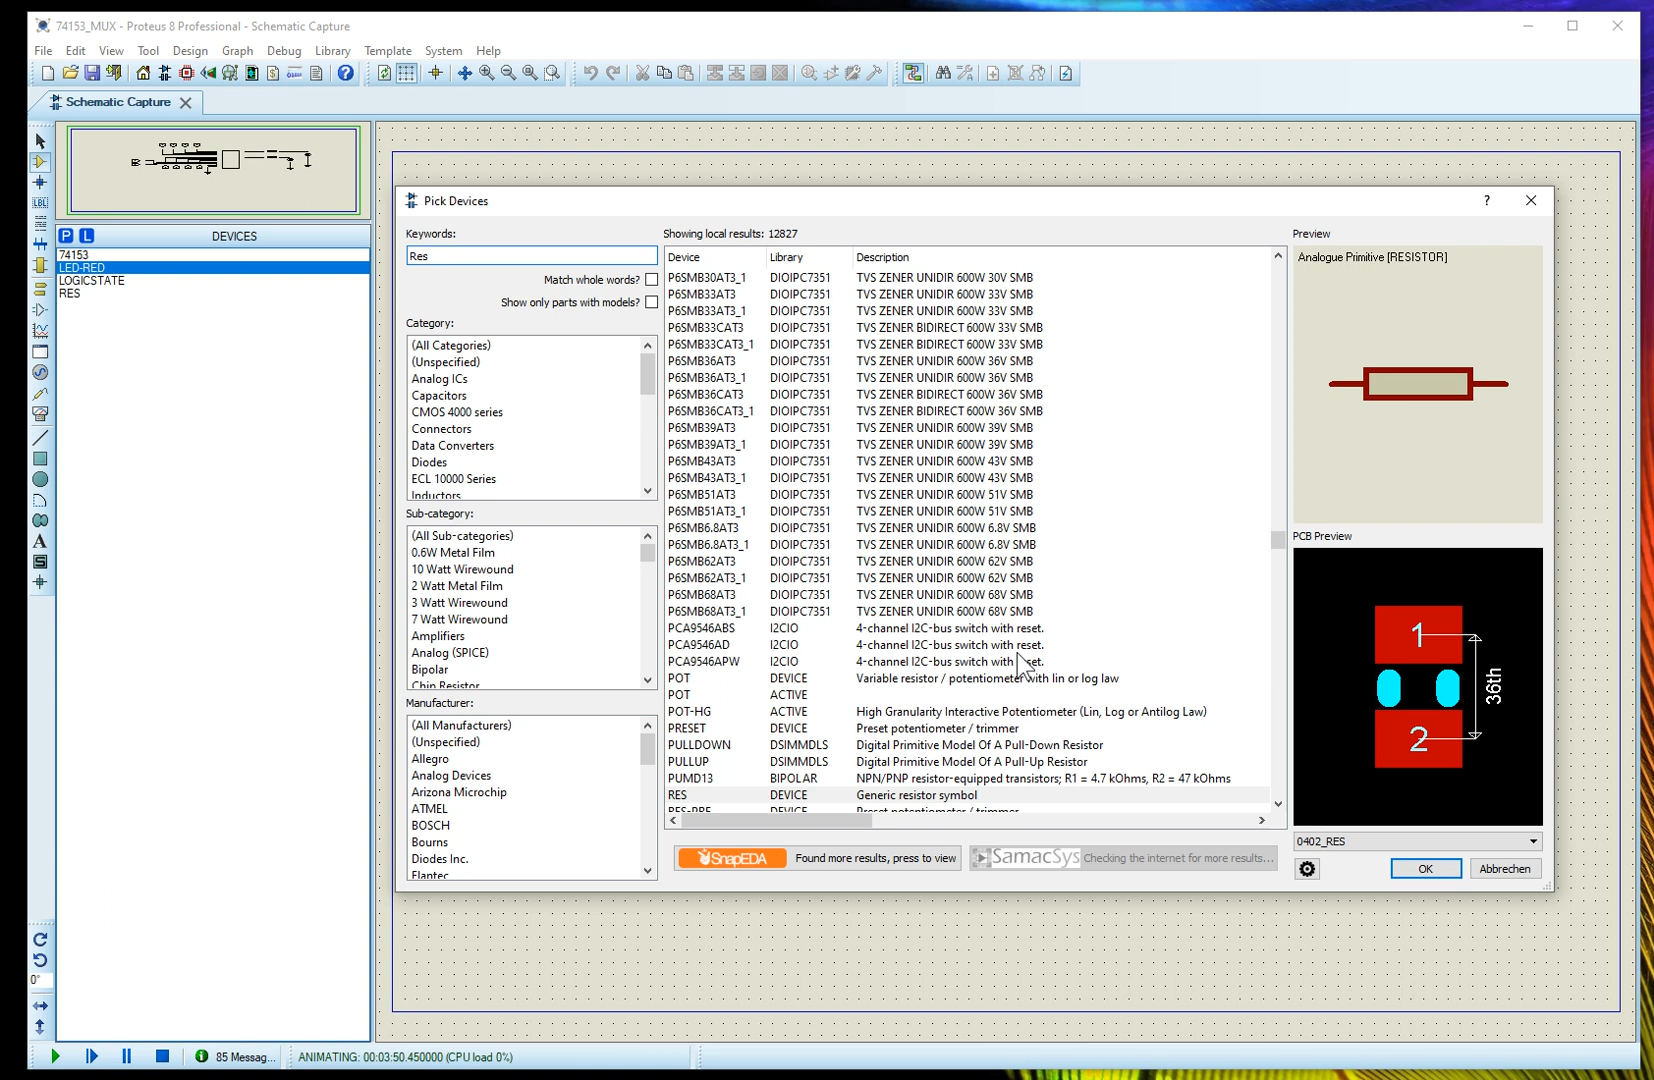 74153_MUX - Proteus 8 Professional - Schematic Capture
File Edit View Tool Design Graph Debug Library Template System Help
Schematic Capture
P L DEVICES
74153
LED-RED
LOGICSTATE
RES
LBL
A
S
0°
Pick Devices
Keywords:
Res
Match whole words?
Show only parts with models?
Category:
(All Categories)
(Unspecified)
Analog ICs
Capacitors
CMOS 4000 series
Connectors
Data Converters
Diodes
ECL 10000 Series
Inductors
Sub-category:
(All Sub-categories)
0.6W Metal Film
10 Watt Wirewound
2 Watt Metal Film
3 Watt Wirewound
7 Watt Wirewound
Amplifiers
Analog (SPICE)
Bipolar
Chip Resistor
Manufacturer:
(All Manufacturers)
(Unspecified)
Allegro
Analog Devices
Arizona Microchip
ATMEL
BOSCH
Bourns
Diodes Inc.
Elantec
Showing local results: 12827
Device Library Description
P6SMB30AT3_1 DIOIPC7351 TVS ZENER UNIDIR 600W 30V SMB
P6SMB33AT3 DIOIPC7351 TVS ZENER UNIDIR 600W 33V SMB
P6SMB33AT3_1 DIOIPC7351 TVS ZENER UNIDIR 600W 33V SMB
P6SMB33CAT3 DIOIPC7351 TVS ZENER BIDIRECT 600W 33V SMB
P6SMB33CAT3_1 DIOIPC7351 TVS ZENER BIDIRECT 600W 33V SMB
P6SMB36AT3 DIOIPC7351 TVS ZENER UNIDIR 600W 36V SMB
P6SMB36AT3_1 DIOIPC7351 TVS ZENER UNIDIR 600W 36V SMB
P6SMB36CAT3 DIOIPC7351 TVS ZENER BIDIRECT 600W 36V SMB
P6SMB36CAT3_1 DIOIPC7351 TVS ZENER BIDIRECT 600W 36V SMB
P6SMB39AT3 DIOIPC7351 TVS ZENER UNIDIR 600W 39V SMB
P6SMB39AT3_1 DIOIPC7351 TVS ZENER UNIDIR 600W 39V SMB
P6SMB43AT3 DIOIPC7351 TVS ZENER UNIDIR 600W 43V SMB
P6SMB43AT3_1 DIOIPC7351 TVS ZENER UNIDIR 600W 43V SMB
P6SMB51AT3 DIOIPC7351 TVS ZENER UNIDIR 600W 51V SMB
P6SMB51AT3_1 DIOIPC7351 TVS ZENER UNIDIR 600W 51V SMB
P6SMB6.8AT3 DIOIPC7351 TVS ZENER UNIDIR 600W 6.8V SMB
P6SMB6.8AT3_1 DIOIPC7351 TVS ZENER UNIDIR 600W 6.8V SMB
P6SMB62AT3 DIOIPC7351 TVS ZENER UNIDIR 600W 62V SMB
P6SMB62AT3_1 DIOIPC7351 TVS ZENER UNIDIR 600W 62V SMB
P6SMB68AT3 DIOIPC7351 TVS ZENER UNIDIR 600W 68V SMB
P6SMB68AT3_1 DIOIPC7351 TVS ZENER UNIDIR 600W 68V SMB
PCA9546ABS I2CIO 4-channel I2C-bus switch with reset.
PCA9546AD I2CIO 4-channel I2C-bus switch with reset.
PCA9546APW I2CIO 4-channel I2C-bus switch with reset.
POT DEVICE Variable resistor / potentiometer with lin or log law
POT ACTIVE
POT-HG ACTIVE High Granularity Interactive Potentiometer (Lin, Log or Antilog Law)
PRESET DEVICE Preset potentiometer / trimmer
PULLDOWN DSIMMDLS Digital Primitive Model Of A Pull-Down Resistor
PULLUP DSIMMDLS Digital Primitive Model Of A Pull-Up Resistor
PUMD13 BIPOLAR NPN/PNP resistor-equipped transistors; R1 = 4.7 kOhms, R2 = 47 kOhms
RES DEVICE Generic resistor symbol
RES-PRE DEVICE Preset potentiometer / trimmer
SnapEDA Found more results, press to view
SamacSys Checking the internet for more results...
Preview
Analogue Primitive [RESISTOR]
PCB Preview
1
36th
2
0402_RES
OK Abbrechen
85 Messag... ANIMATING: 00:03:50.450000 (CPU load 0%)